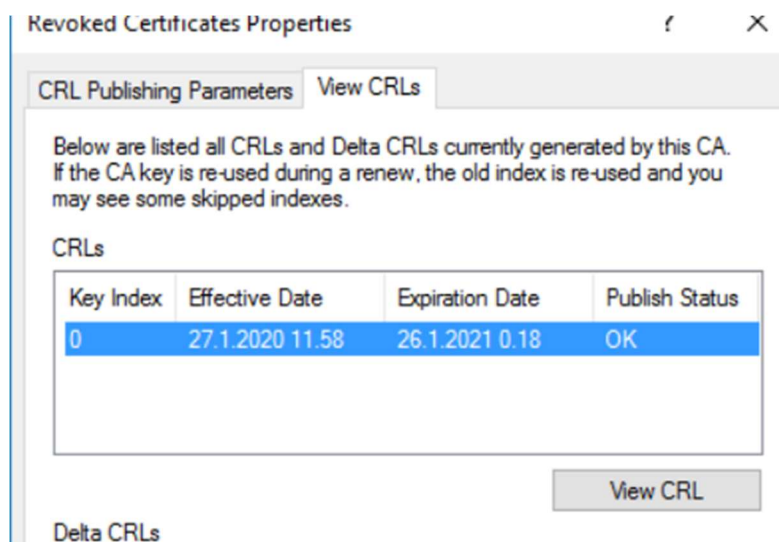 Revoked Certificates Properties ? X
CRL Publishing Parameters View CRLs
Below are listed all CRLs and Delta CRLs currently generated by this CA.
If the CA key is re-used during a renew, the old index is re-used and you
may see some skipped indexes.
CRLs
Key Index Effective Date Expiration Date Publish Status
0 27.1.2020 11.58 26.1.2021 0.18 OK
View CRL
Delta CRLs